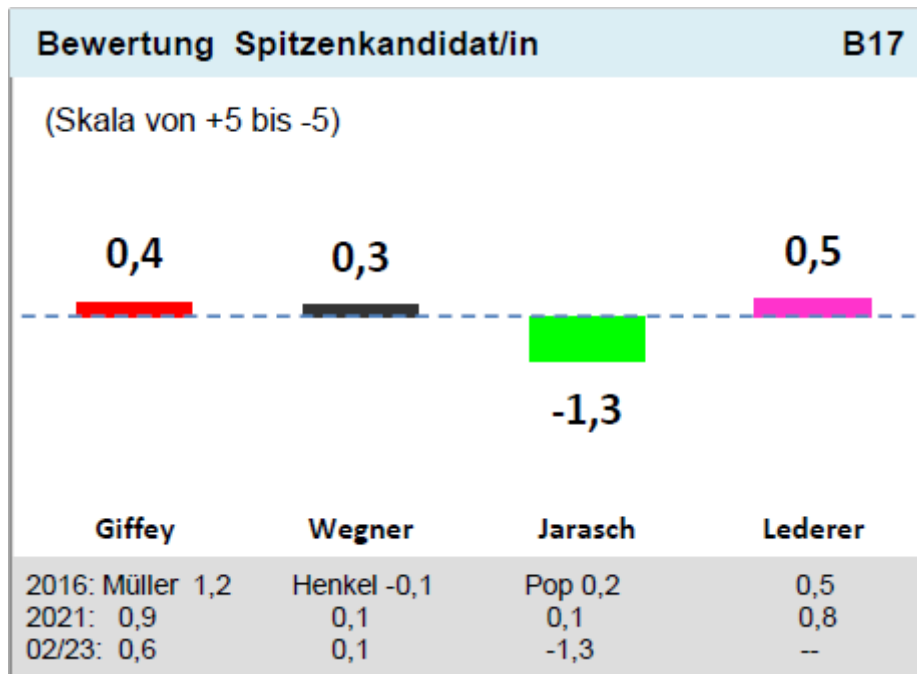 Bewertung Spitzenkandidat/in B17
(Skala von +5 bis -5)
0,4 0,3 0,5
-1,3
Giffey Wegner Jarasch Lederer
2016: Müller 1,2 Henkel -0,1 Pop 0,2 0,5
2021: 0,9 0,1 0,1 0,8
02/23: 0,6 0,1 -1,3 --